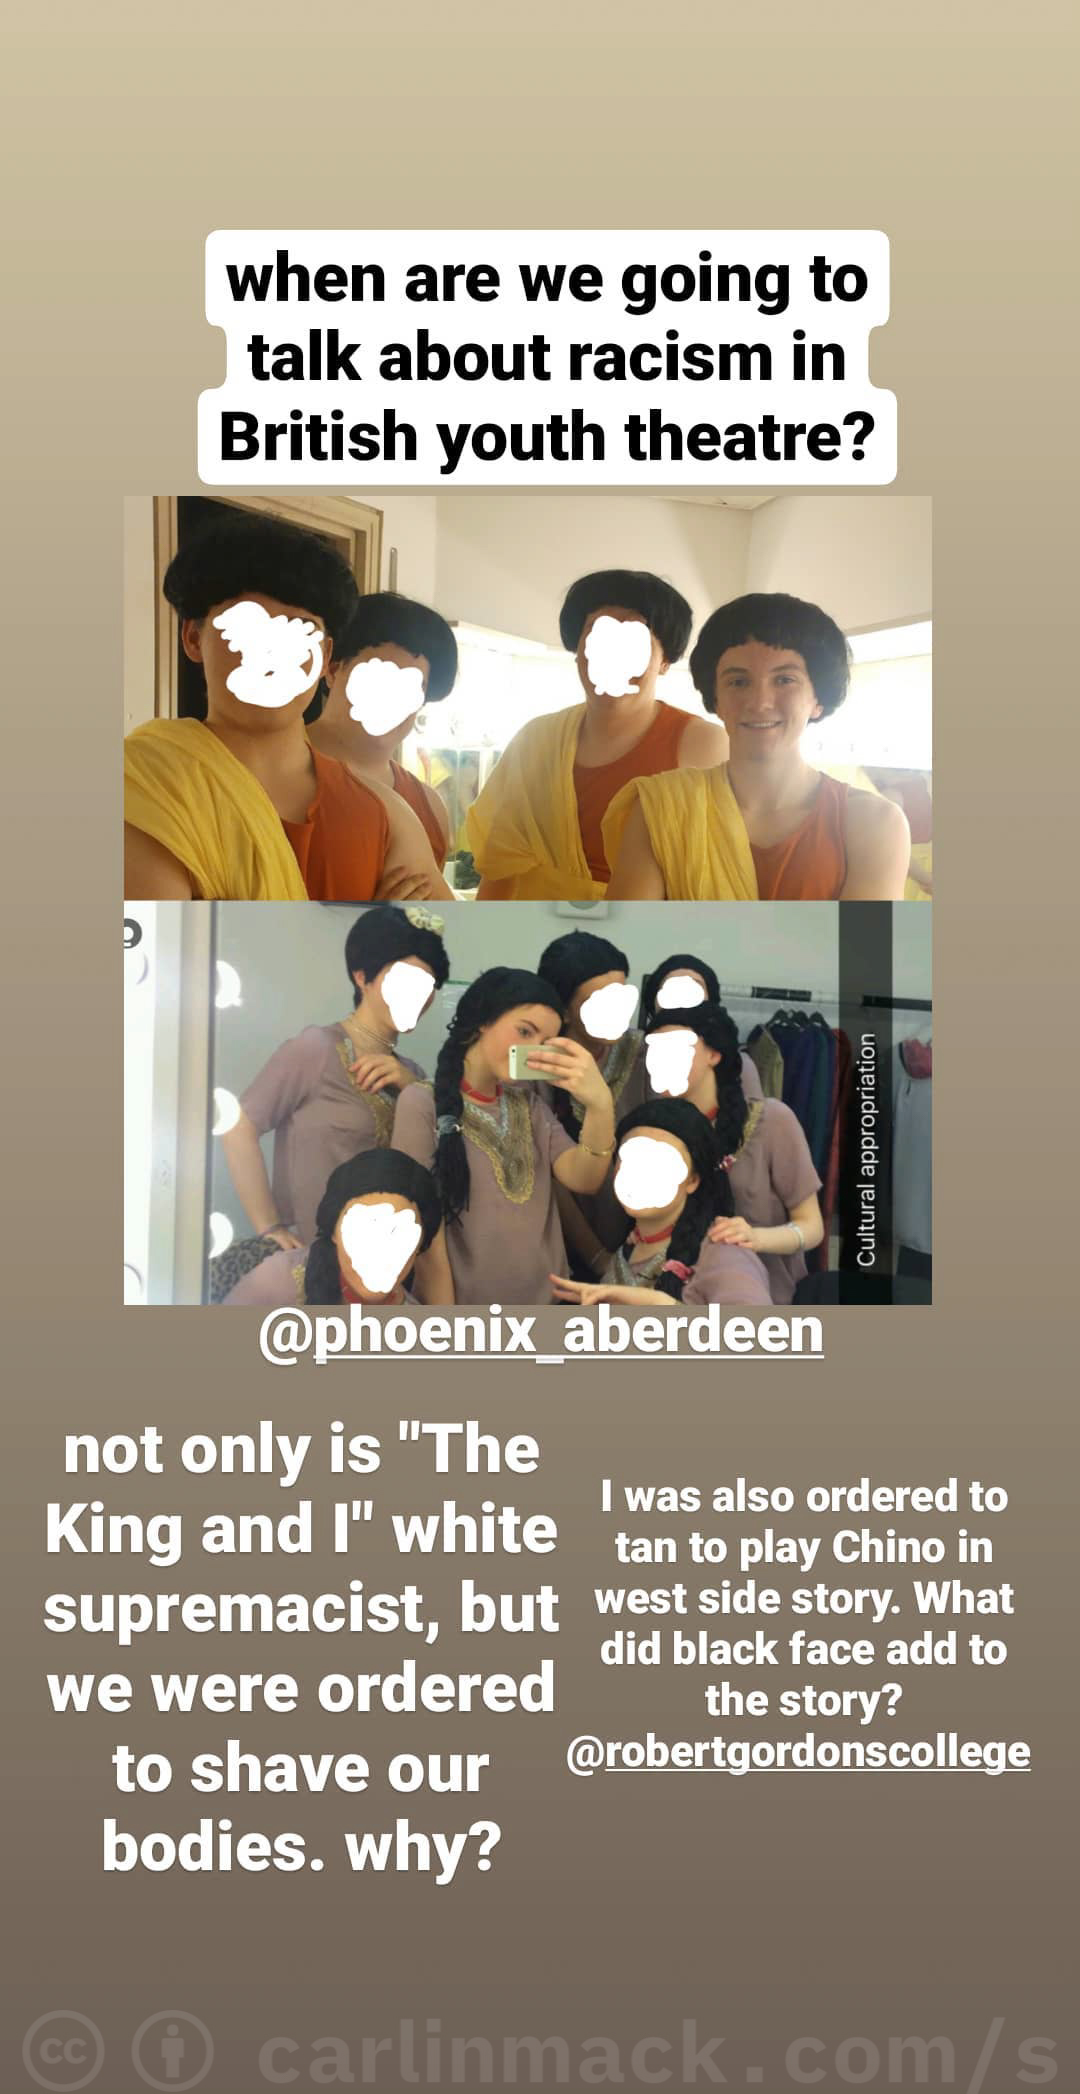 when are we going to
talk about racism in
British youth theatre?
Cultural appropriation
@phoenix_aberdeen
not only is "The
King and I" white
supremacist, but
we were ordered
to shave our
bodies. why?
I was also ordered to
tan to play Chino in
west side story. What
did black face add to
the story?
@robertgordonscollege
cc carlinmack.com/s